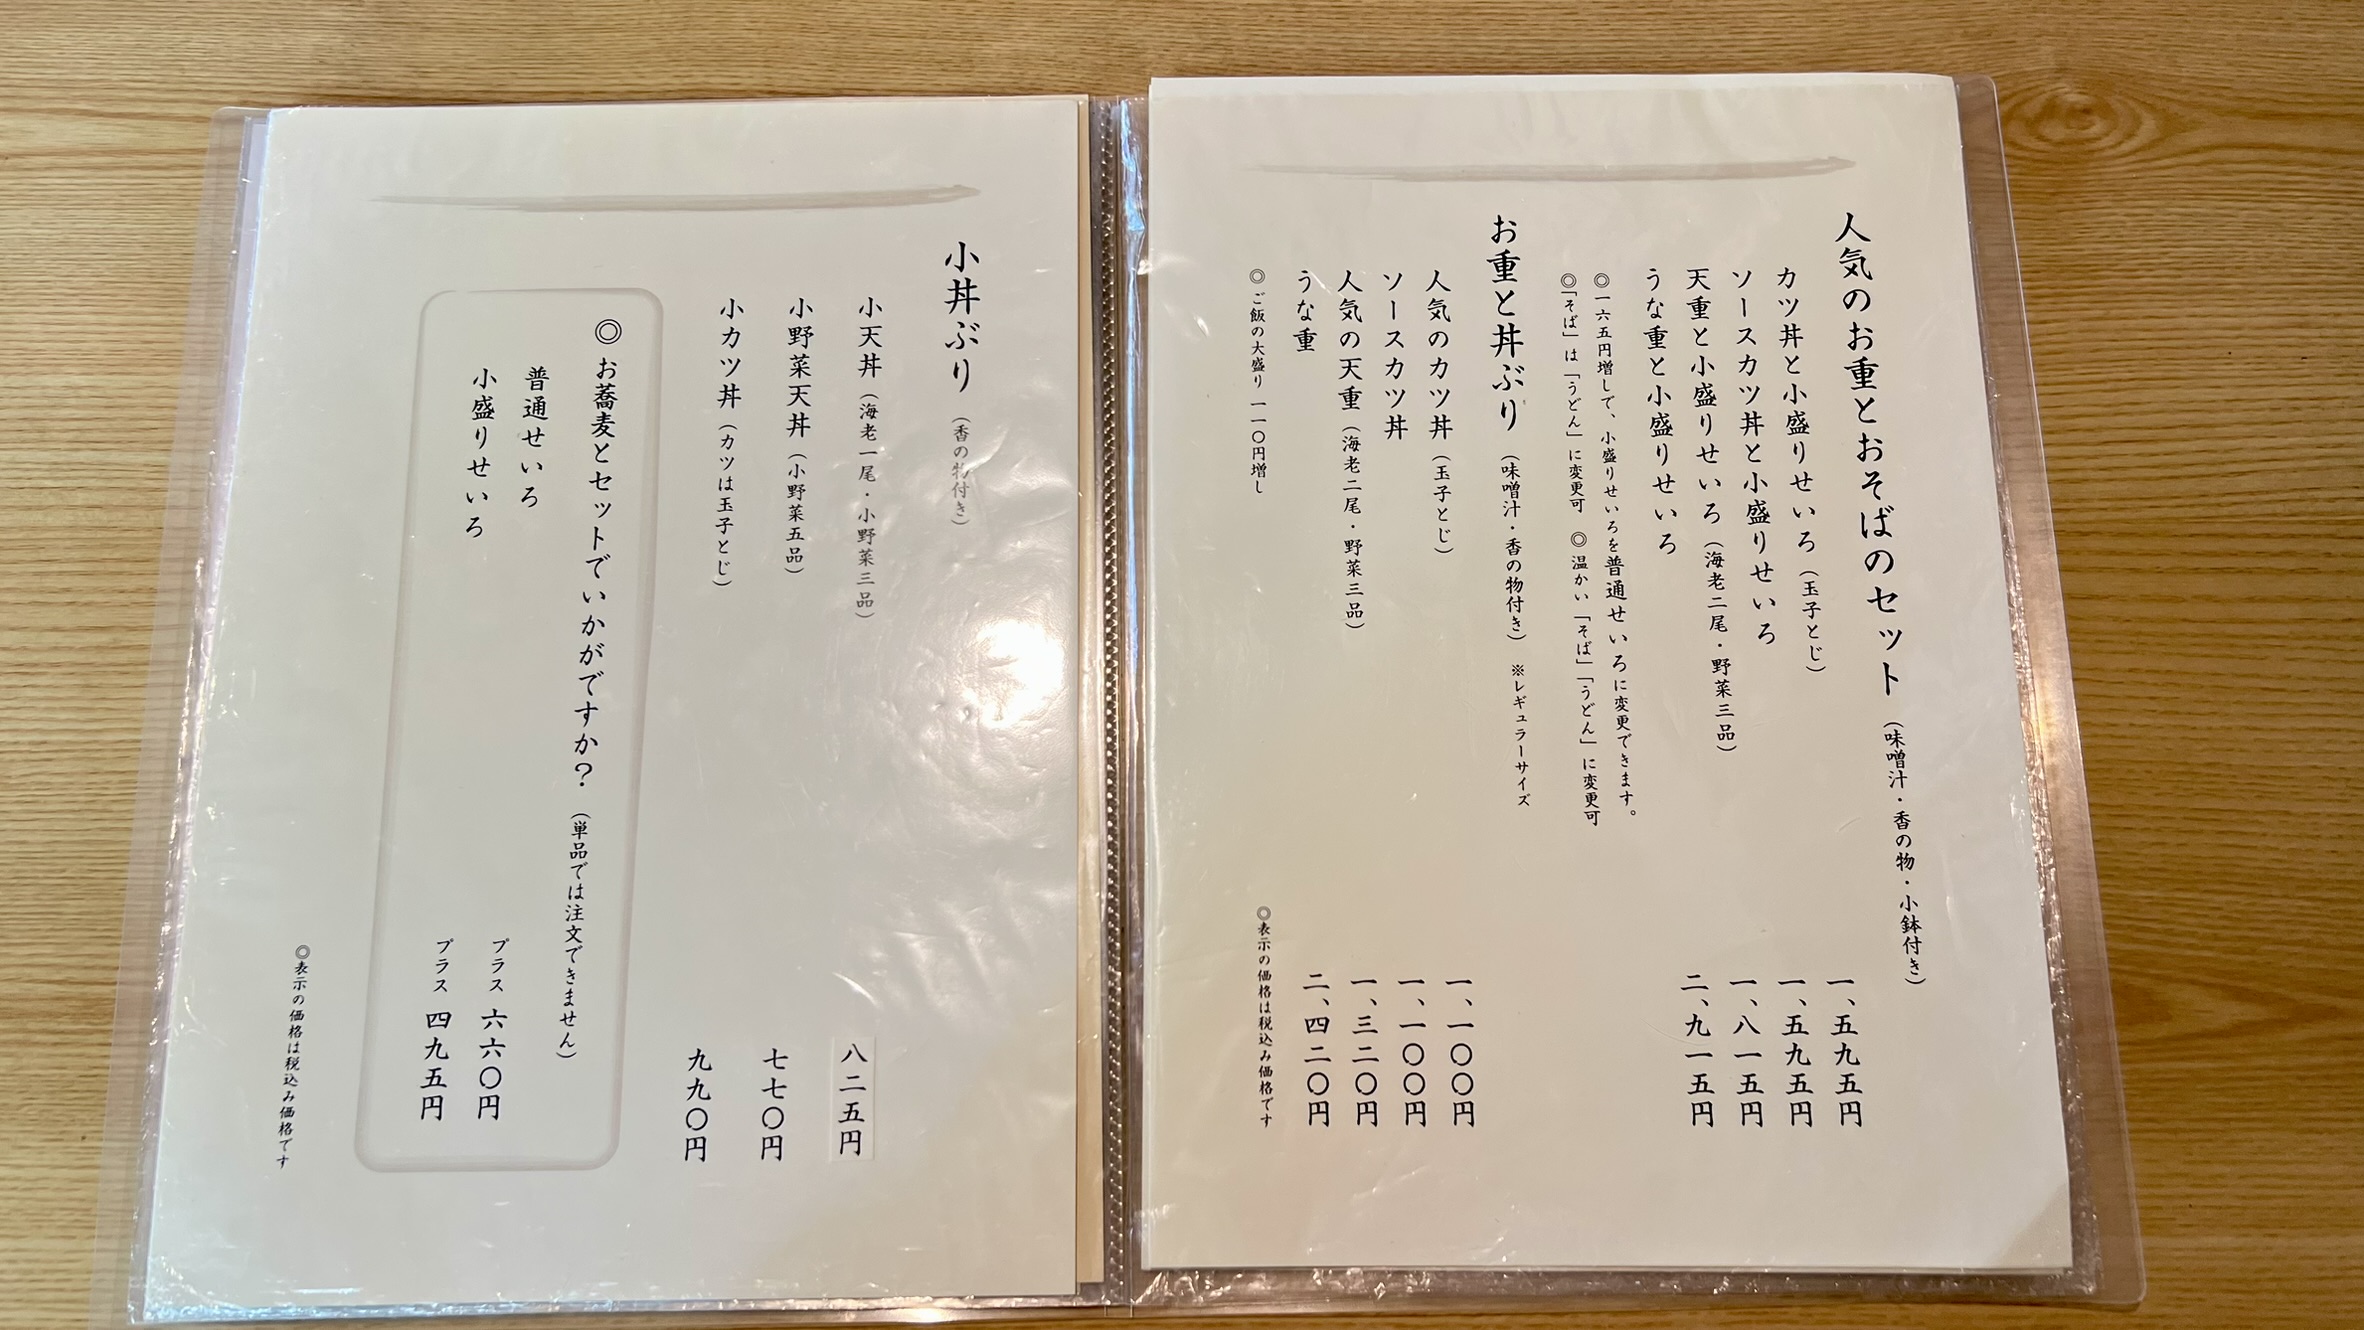 人気のお重とおそばのセット（味噌汁・香の物・小鉢付き）
カツ丼と小盛りせいろ（玉子とじ） 一、五九五円
ソースカツ丼と小盛りせいろ 一、五九五円
天重と小盛りせいろ（海老二尾・野菜三品） 一、八一五円
うな重と小盛りせいろ 二、九一五円
◎一六五円増して、小盛りせいろを普通せいろに変更できます。
◎「そば」は「うどん」に変更可 ◎温かい「そば」「うどん」に変更可
お重と丼ぶり（味噌汁・香の物付き） ※レギュラーサイズ
人気のカツ丼（玉子とじ） 一、一〇〇円
ソースカツ丼 一、一〇〇円
人気の天重（海老二尾・野菜三品） 一、三二〇円
うな重 二、四二〇円
◎ご飯の大盛り 一一〇円増し
◎表示の価格は税込み価格です
小丼ぶり（香の物付き）
小天丼（海老一尾・小野菜三品） 八二五円
小野菜天丼（小野菜五品） 七七〇円
小カツ丼（カツは玉子とじ） 九九〇円
◎お蕎麦とセットでいかがですか？（単品では注文できません）
普通せいろ プラス 六六〇円
小盛りせいろ プラス 四九五円
◎表示の価格は税込み価格です